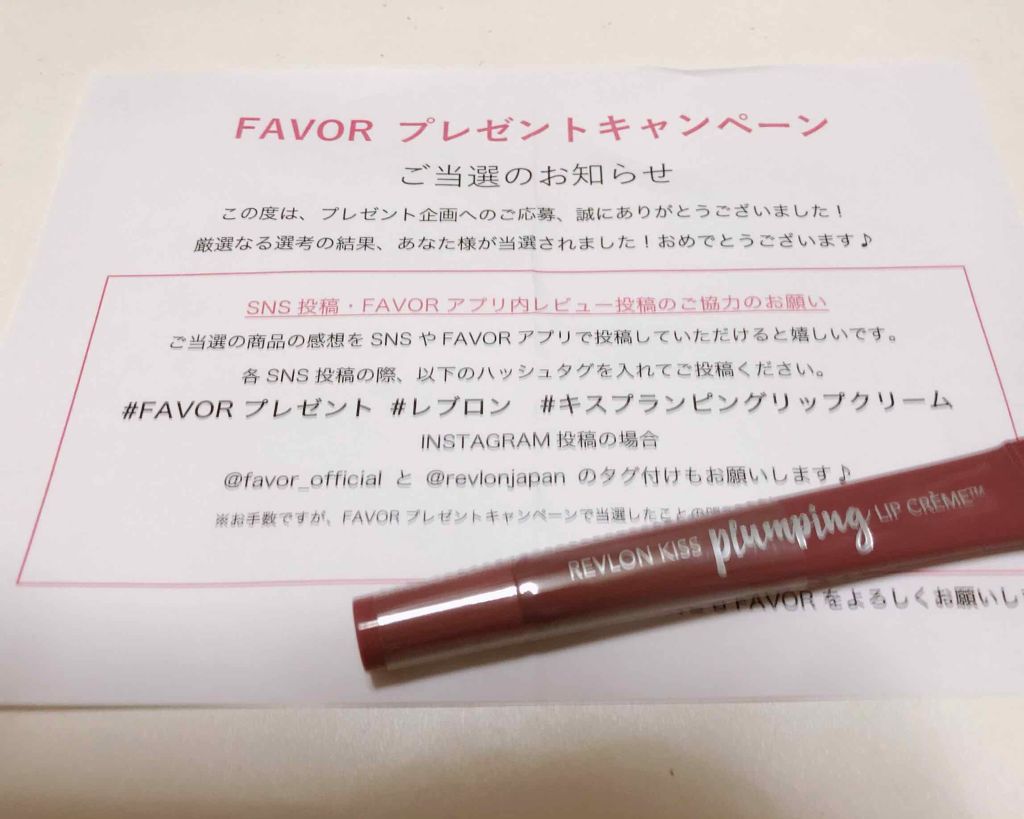 FAVOR プレゼントキャンペーン
ご当選のお知らせ
この度は、プレゼント企画へのご応募、誠にありがとうございました！
厳選なる選考の結果、あなた様が当選されました！おめでとうございます♪
SNS 投稿・FAVOR アプリ内レビュー投稿のご協力のお願い
ご当選の商品の感想を SNS や FAVOR アプリで投稿していただけると嬉しいです。
各 SNS 投稿の際、以下のハッシュタグを入れてご投稿ください。
#FAVOR プレゼント #レブロン #キスプランピングリップクリーム
INSTAGRAM 投稿の場合
@favor_official と @revlonjapan のタグ付けもお願いします♪
※お手数ですが、FAVOR プレゼントキャンペーンで当選したことの
REVLON KISS plumping LIP CRÈME™
FAVOR をよろしくお願いしま